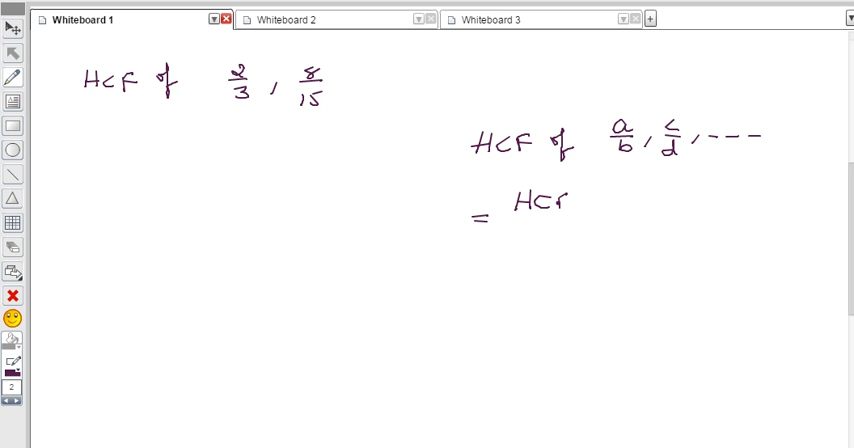 Whiteboard 1 Whiteboard 2 Whiteboard 3 +
HCF of 2/3 , 8/15
HCF of a/b , c/d , ---
= HCF
2